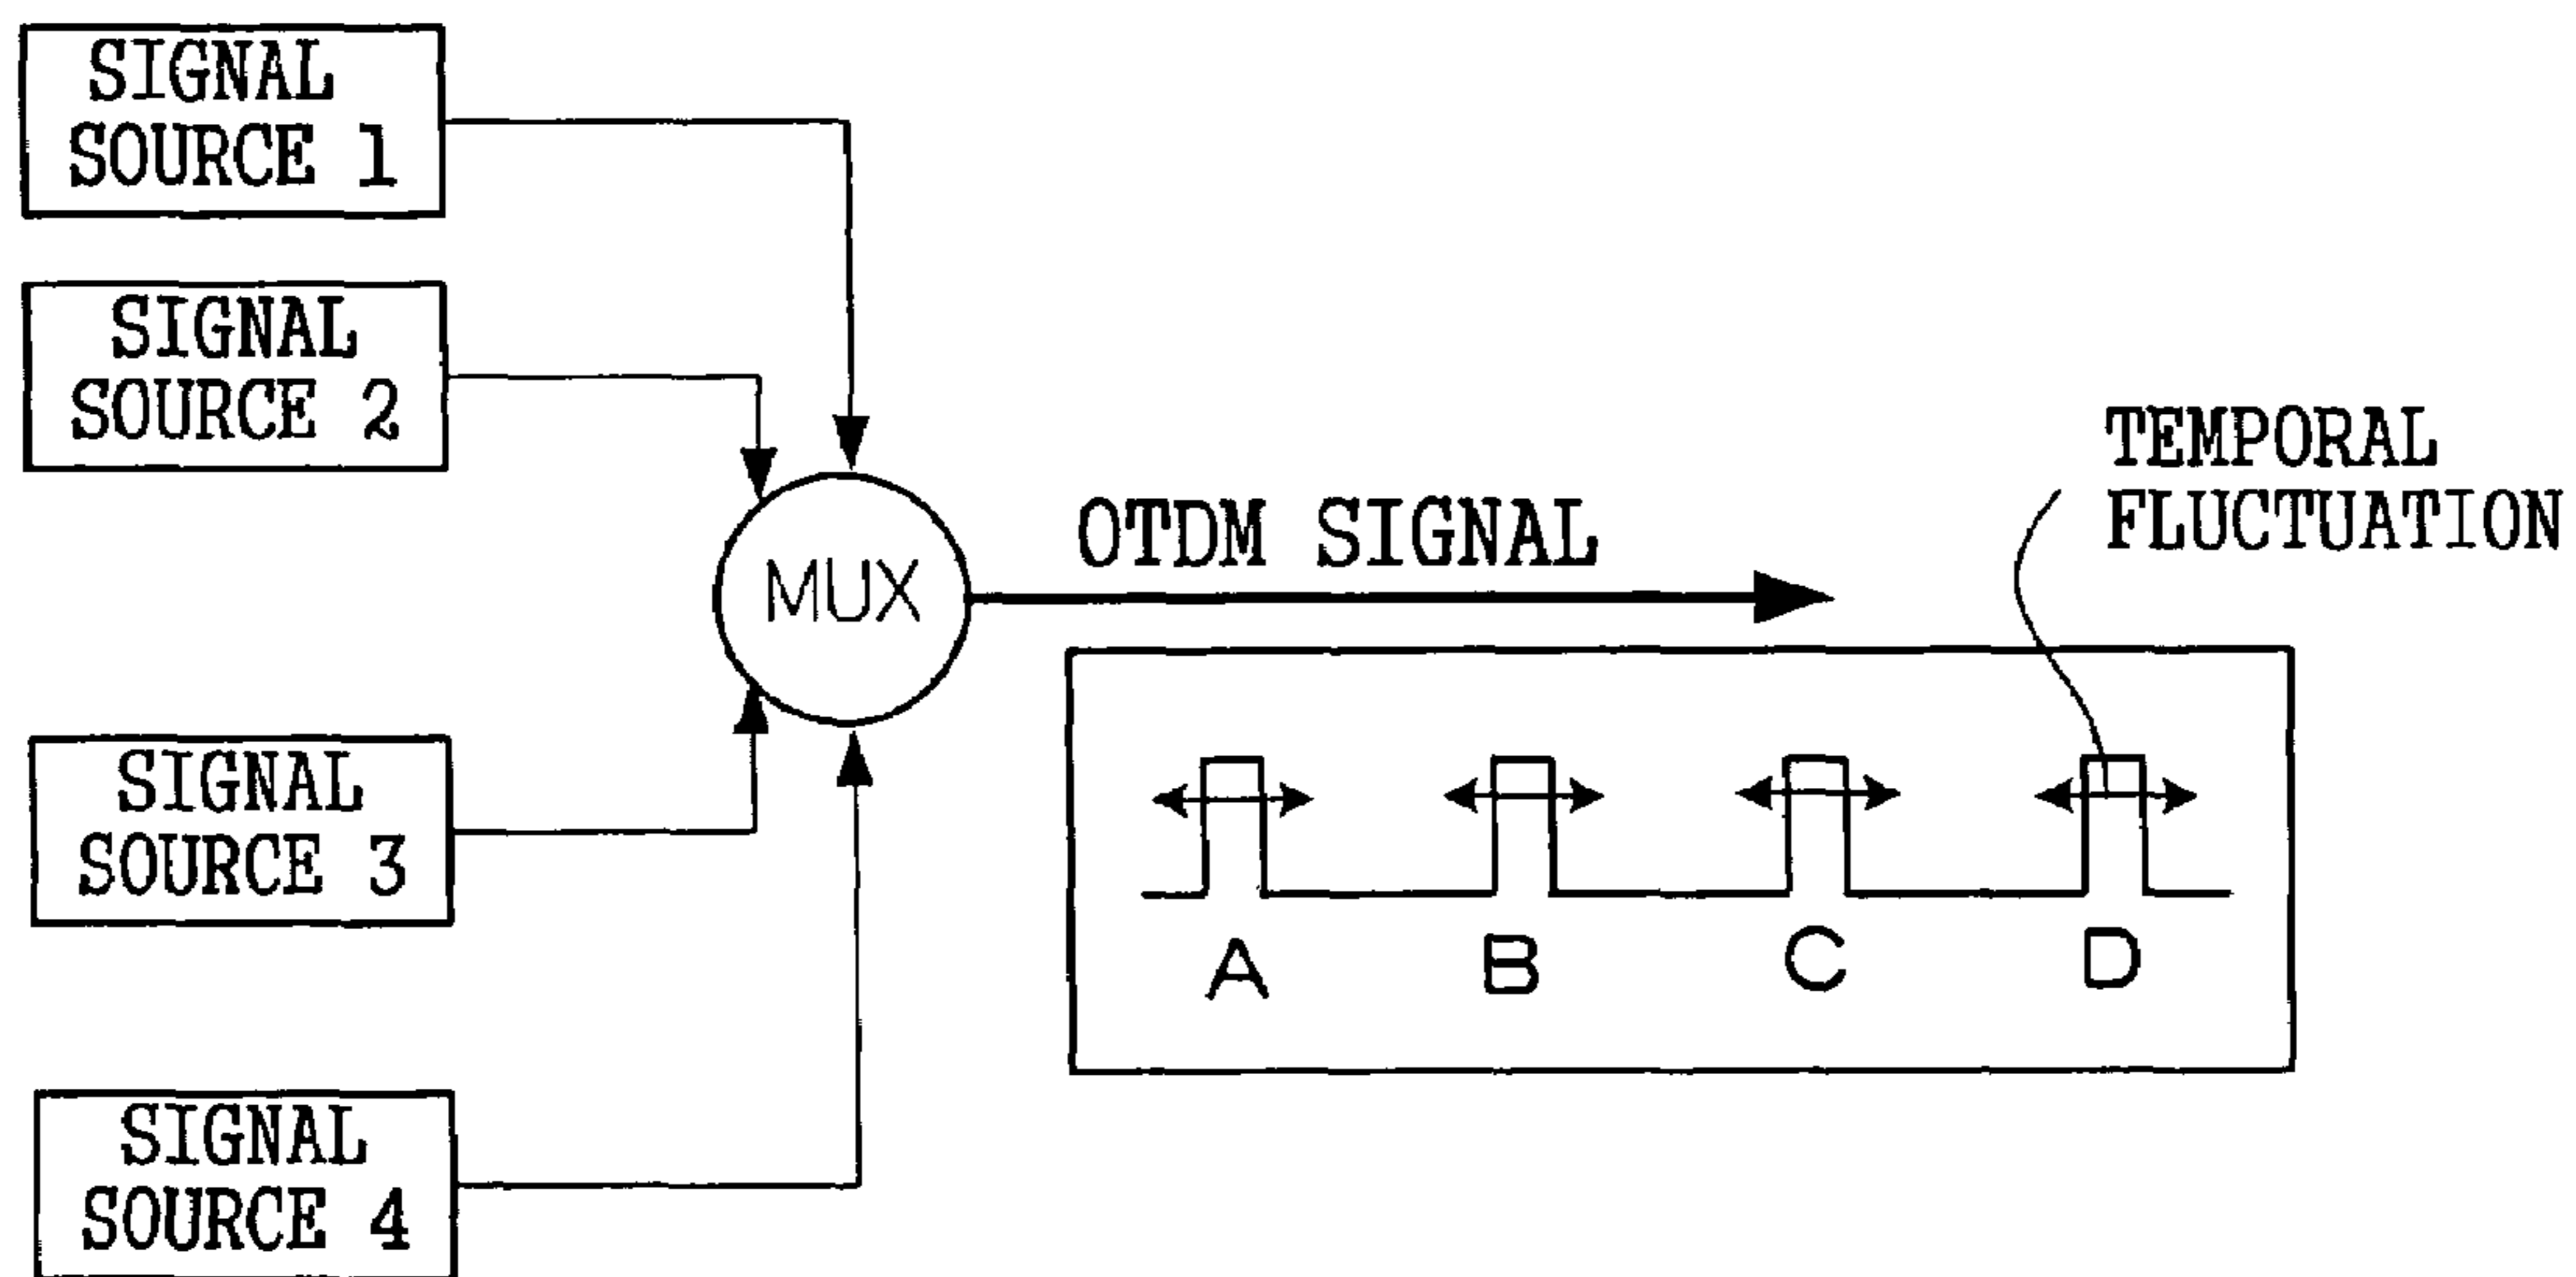 SIGNAL
SOURCE 1
SIGNAL
SOURCE 2
TEMPORAL
FLUCTUATION
OTDM SIGNAL
MUX
SIGNAL
SOURCE 3
A B C D
SIGNAL
SOURCE 4